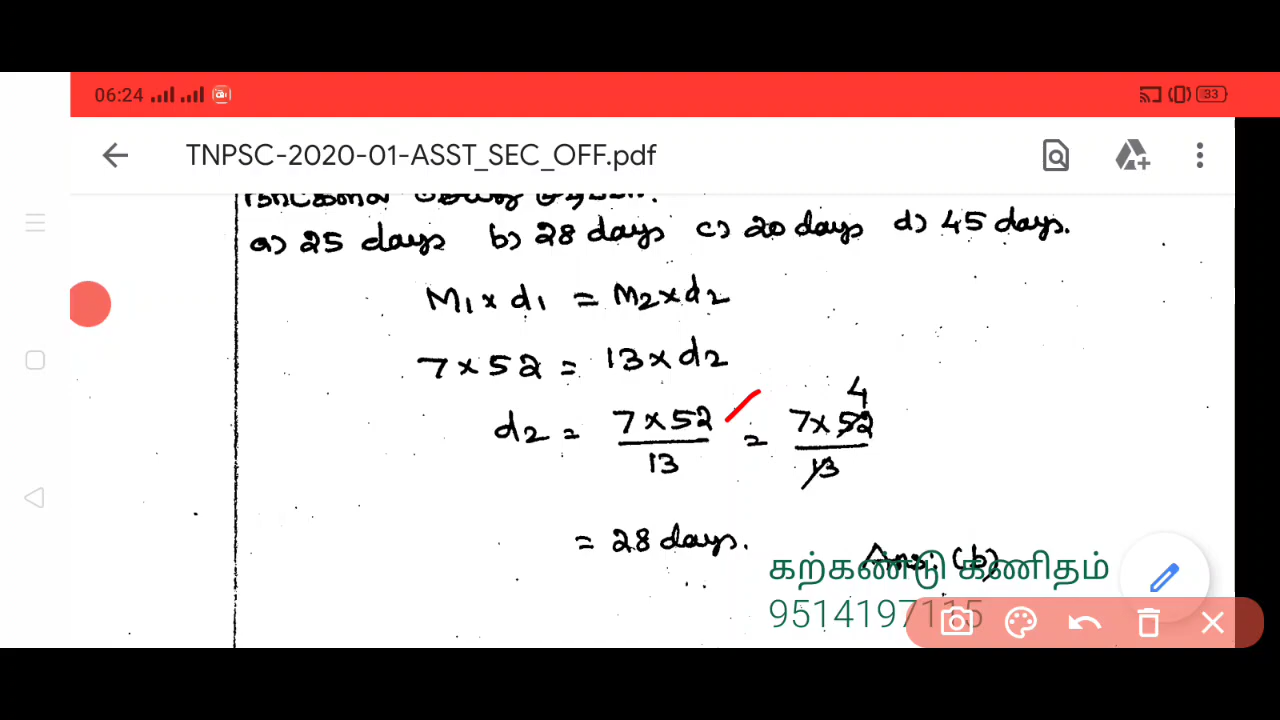 06:24
33
TNPSC-2020-01-ASST_SEC_OFF.pdf
a) 25 days b) 28 days c) 20 days d) 45 days.
M1 x d1 = M2 x d2
7 x 52 = 13 x d2
4
d2 = 7 x 52 = 7 x 52
13 13
= 28 days.
Ans: (b)
கற்கண்டு கணிதம்
9514197115